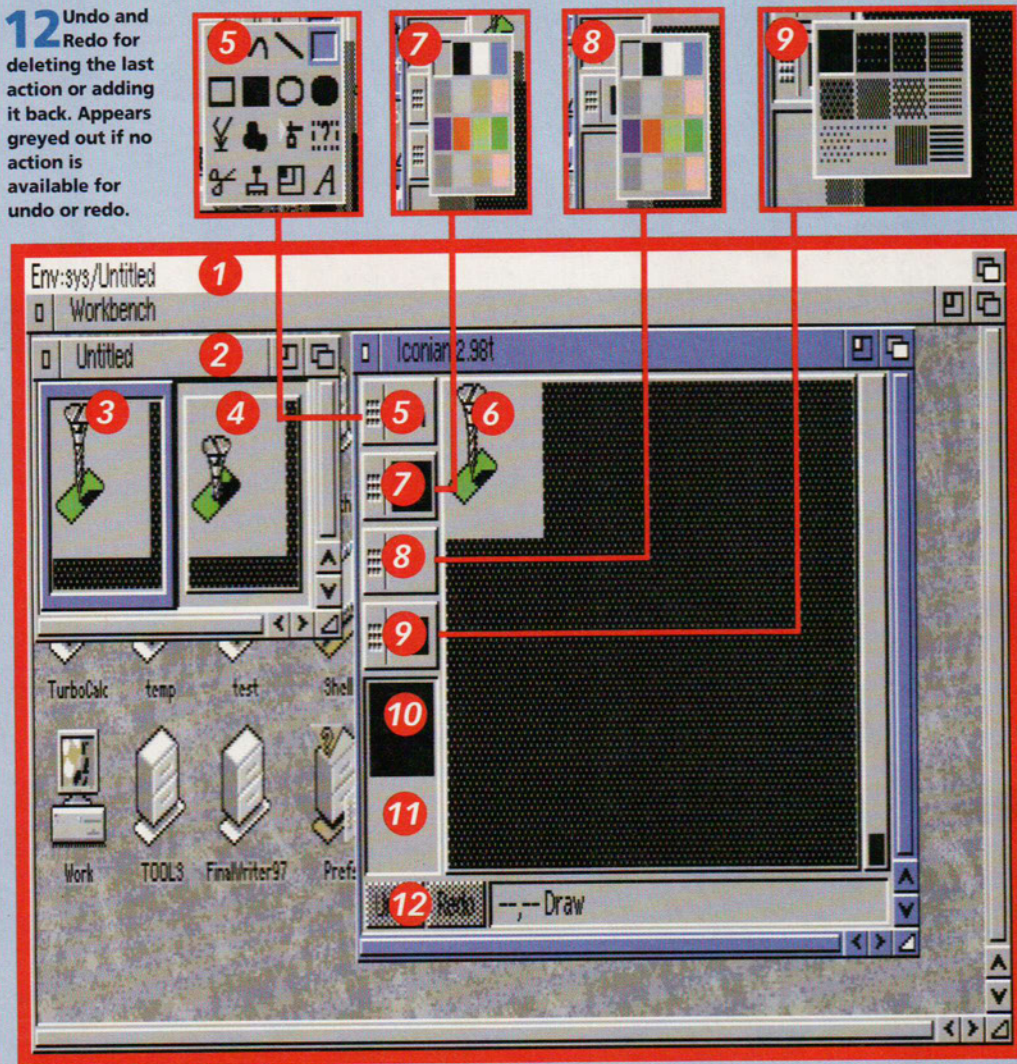 12 Undo and
Redo for
deleting the last
action or adding
it back. Appears
greyed out if no
action is
available for
undo or redo.
5
7
8
9
A
Env:sys/Untitled
1
Workbench
Untitled
2
Iconian 2.98t
3
4
5
6
7
8
9
TurboCalc
temp
test
Shell
10
11
Work
TOOLS
FinalWriter97
Prefs
12
Redo
--,-- Draw